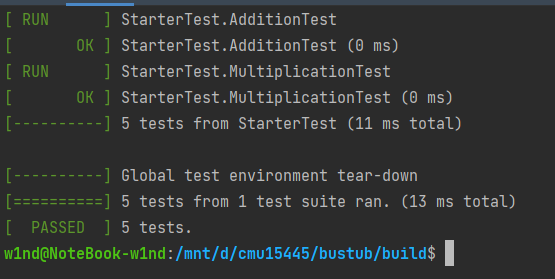 [ RUN      ] StarterTest.AdditionTest
[       OK ] StarterTest.AdditionTest (0 ms)
[ RUN      ] StarterTest.MultiplicationTest
[       OK ] StarterTest.MultiplicationTest (0 ms)
[----------] 5 tests from StarterTest (11 ms total)
[----------] Global test environment tear-down
[==========] 5 tests from 1 test suite ran. (13 ms total)
[  PASSED  ] 5 tests.
w1nd@NoteBook-w1nd:/mnt/d/cmu15445/bustub/build$